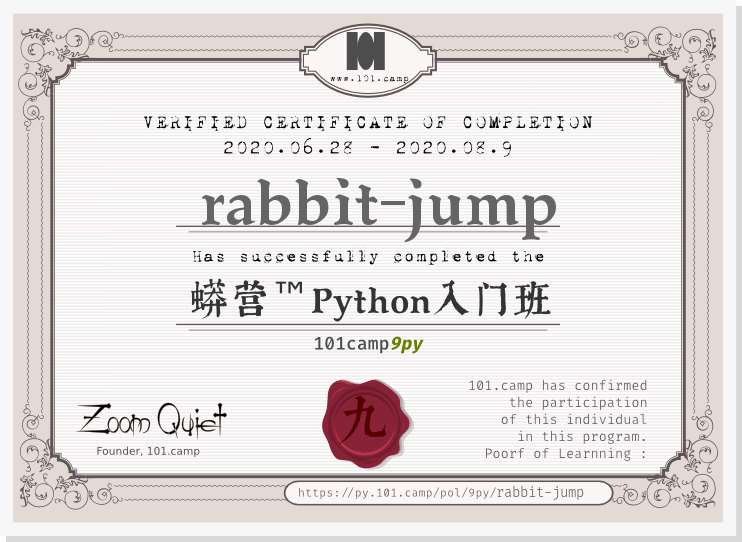 www.101.camp
VERIFIED CERTIFICATE OF COMPLETION
2020.06.28 - 2020.08.9
rabbit-jump
Has successfully completed the
蟒营™Python入门班
101camp9py
九
101.camp has confirmed
the participation
of this individual
in this program.
Poorf of Learnning :
Zoom Quiet
Founder, 101.camp
https://py.101.camp/pol/9py/rabbit-jump